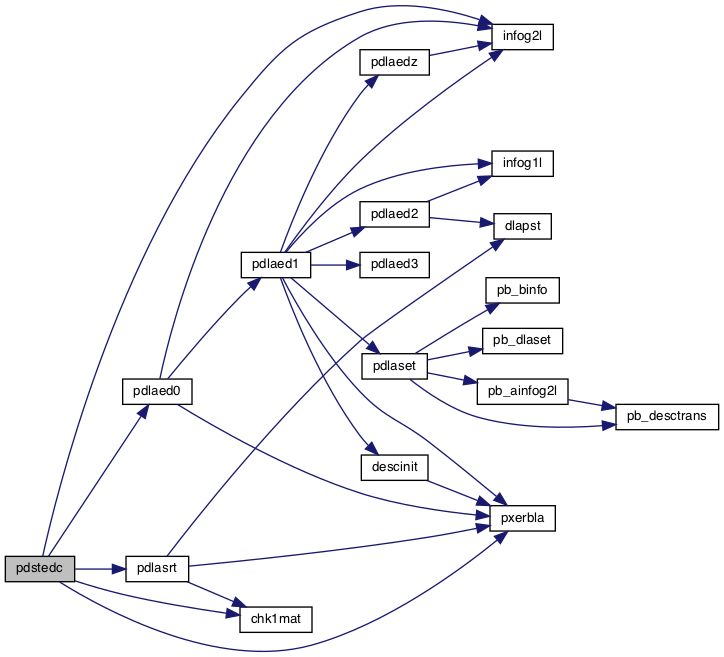 infog2l
pdlaedz
infog1l
pdlaed2
dlapst
pdlaed1
pdlaed3
pb_binfo
pb_dlaset
pdlaset
pdlaed0
pb_ainfog2l
pb_desctrans
descinit
pxerbla
pdstedc
pdlasrt
chk1mat